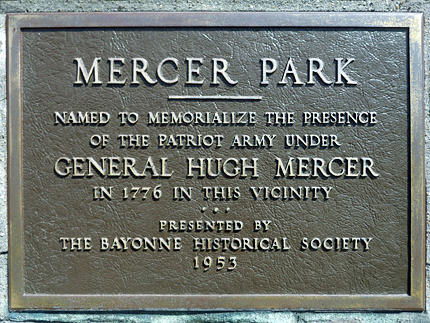 MERCER PARK
NAMED TO MEMORIALIZE THE PRESENCE
OF THE PATRIOT ARMY UNDER
GENERAL HUGH MERCER
IN 1776 IN THIS VICINITY
PRESENTED BY
THE BAYONNE HISTORICAL SOCIETY
1953